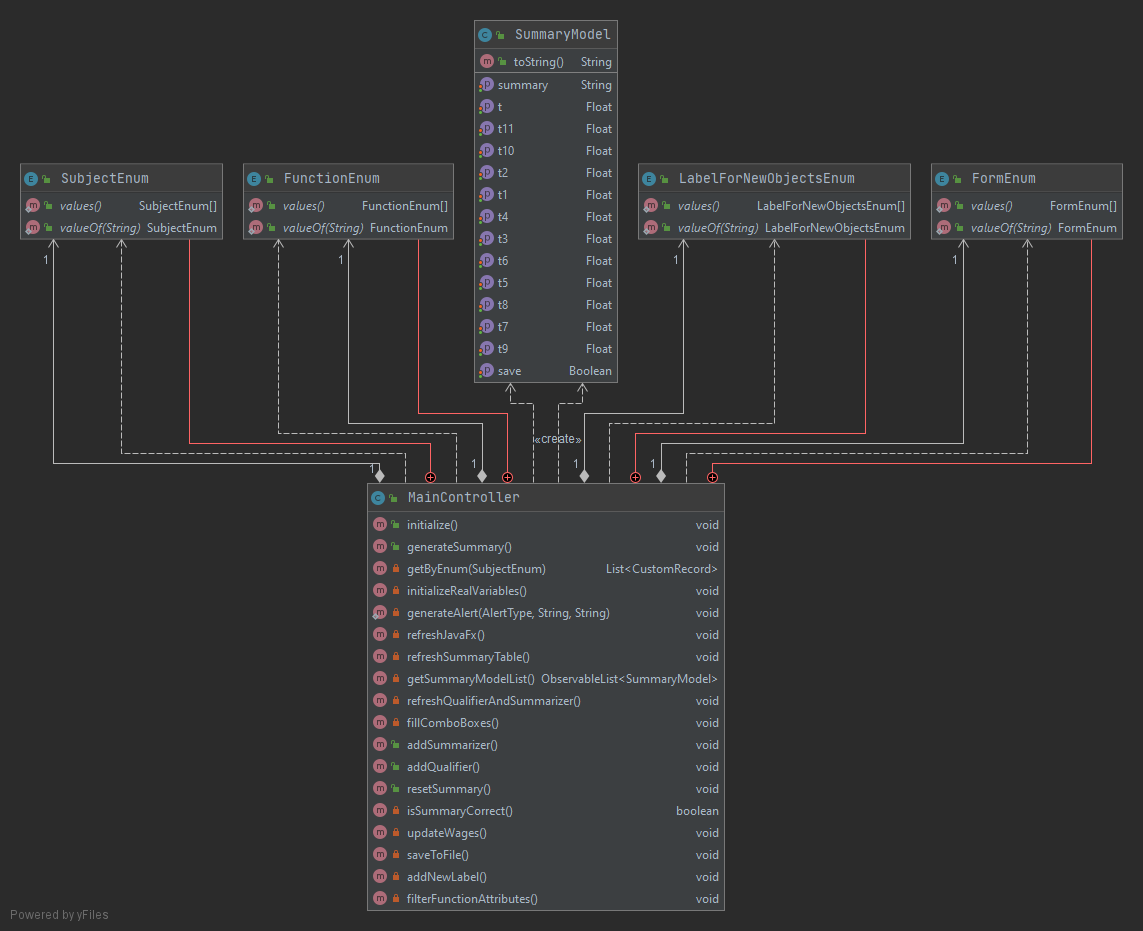 SummaryModel
toString() String
summary String
t Float
t11 Float
t10 Float
t2 Float
t1 Float
t4 Float
t3 Float
t6 Float
t5 Float
t8 Float
t7 Float
t9 Float
save Boolean
SubjectEnum
values() SubjectEnum[]
valueOf(String) SubjectEnum
FunctionEnum
values() FunctionEnum[]
valueOf(String) FunctionEnum
LabelForNewObjectsEnum
values() LabelForNewObjectsEnum[]
valueOf(String) LabelForNewObjectsEnum
FormEnum
values() FormEnum[]
valueOf(String) FormEnum
1
1
1
1
«create»
1
1
1
1
MainController
initialize() void
generateSummary() void
getByEnum(SubjectEnum) List<CustomRecord>
initializeRealVariables() void
generateAlert(AlertType, String, String) void
refreshJavaFx() void
refreshSummaryTable() void
getSummaryModelList() ObservableList<SummaryModel>
refreshQualifierAndSummarizer() void
fillComboBoxes() void
addSummarizer() void
addQualifier() void
resetSummary() void
isSummaryCorrect() boolean
updateWages() void
saveToFile() void
addNewLabel() void
filterFunctionAttributes() void
Powered by yFiles